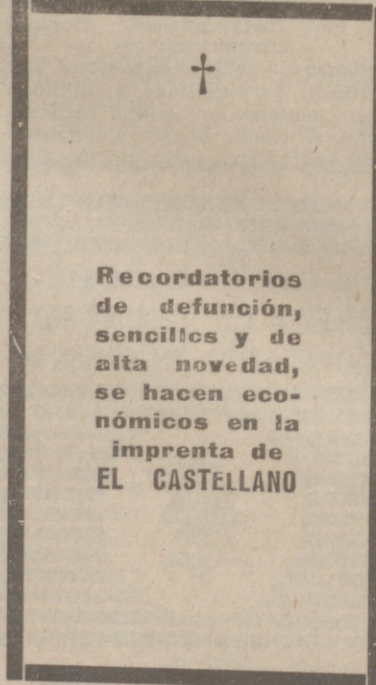 †
Recordatorios
de defunción,
sencillos y de
alta novedad,
se hacen eco-
nómicos en la
imprenta de
EL CASTELLANO